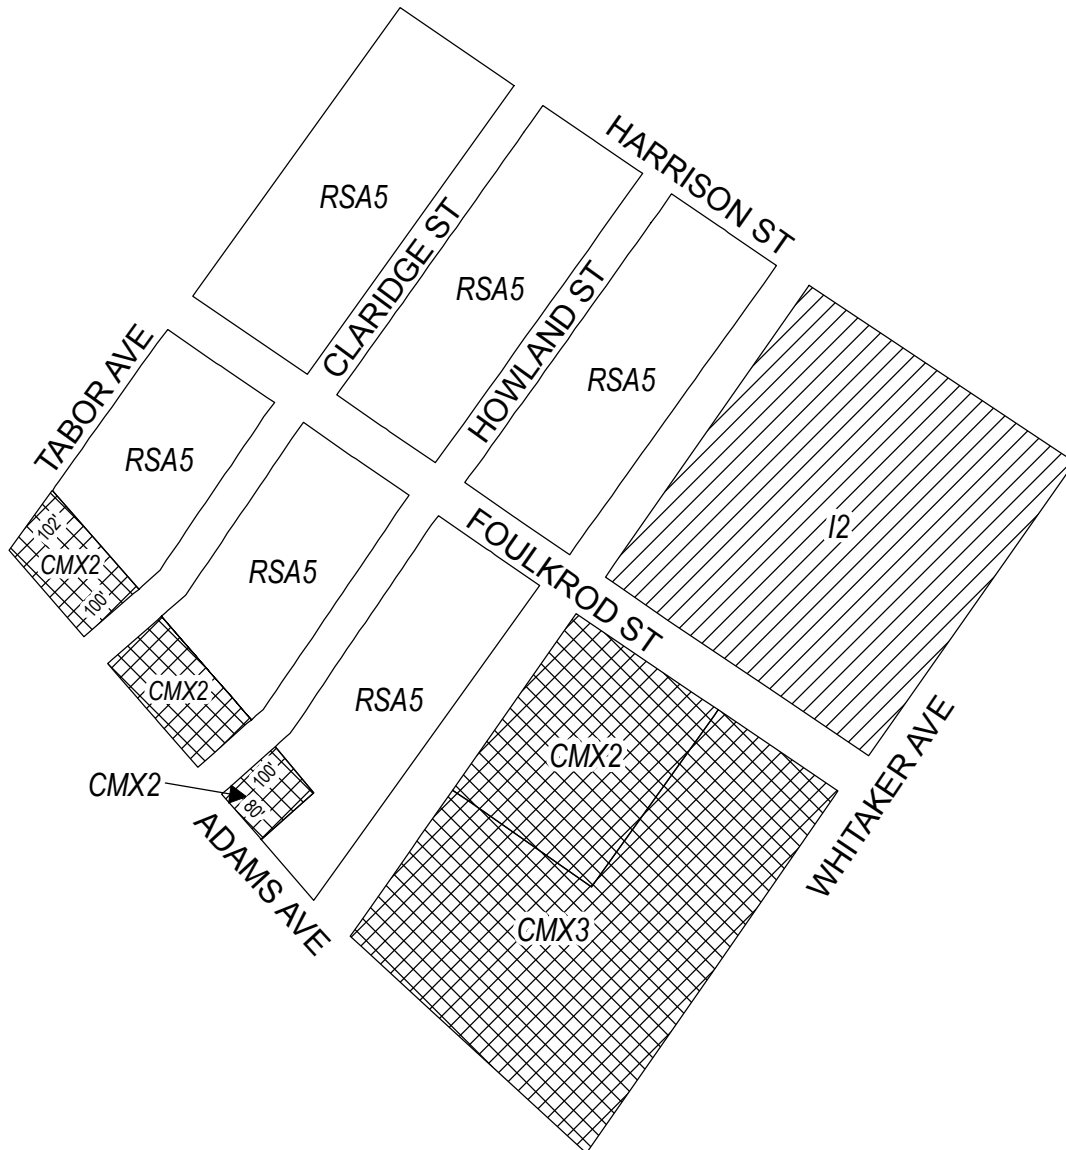 HARRISON ST
RSA5
CLARIDGE ST
RSA5
HOWLAND ST
RSA5
TABOR AVE
RSA5
102'
CMX2
100'
FOULKROD ST
I2
RSA5
CMX2
RSA5
CMX2
100'
80'
CMX2
ADAMS AVE
CMX3
WHITAKER AVE